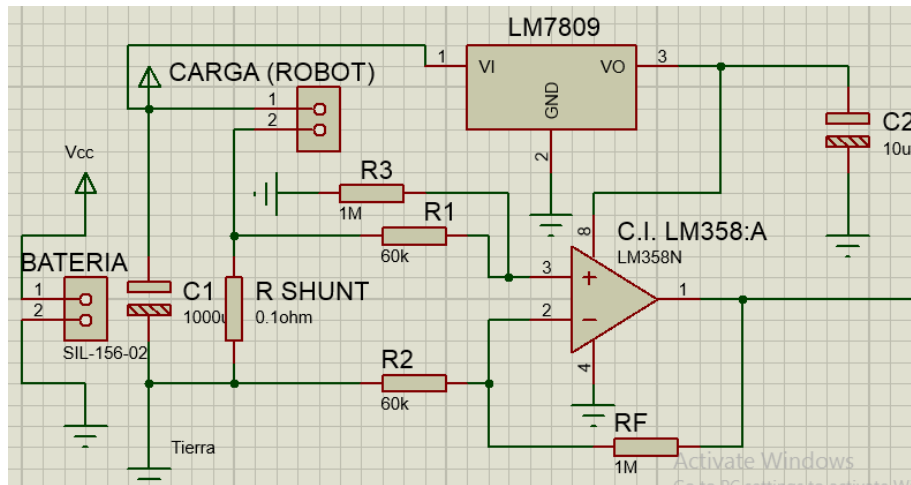 LM7809
1
VI
VO
3
GND
2
CARGA (ROBOT)
1
2
C2
10u
Vcc
R3
1M
R1
60k
8
C.I. LM358:A
LM358N
3
+
1
2
−
4
BATERIA
1
2
SIL-156-02
C1
1000u
R SHUNT
0.1ohm
R2
60k
RF
1M
Tierra
Activate Windows